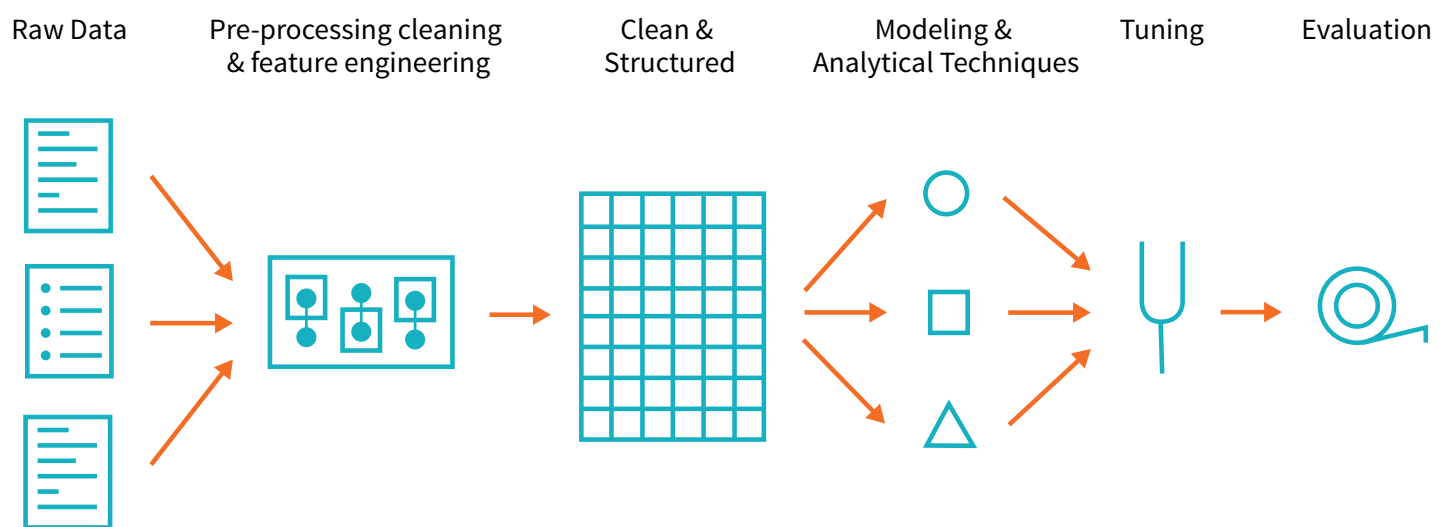 Raw Data
Pre-processing cleaning
& feature engineering
Clean &
Structured
Modeling &
Analytical Techniques
Tuning
Evaluation